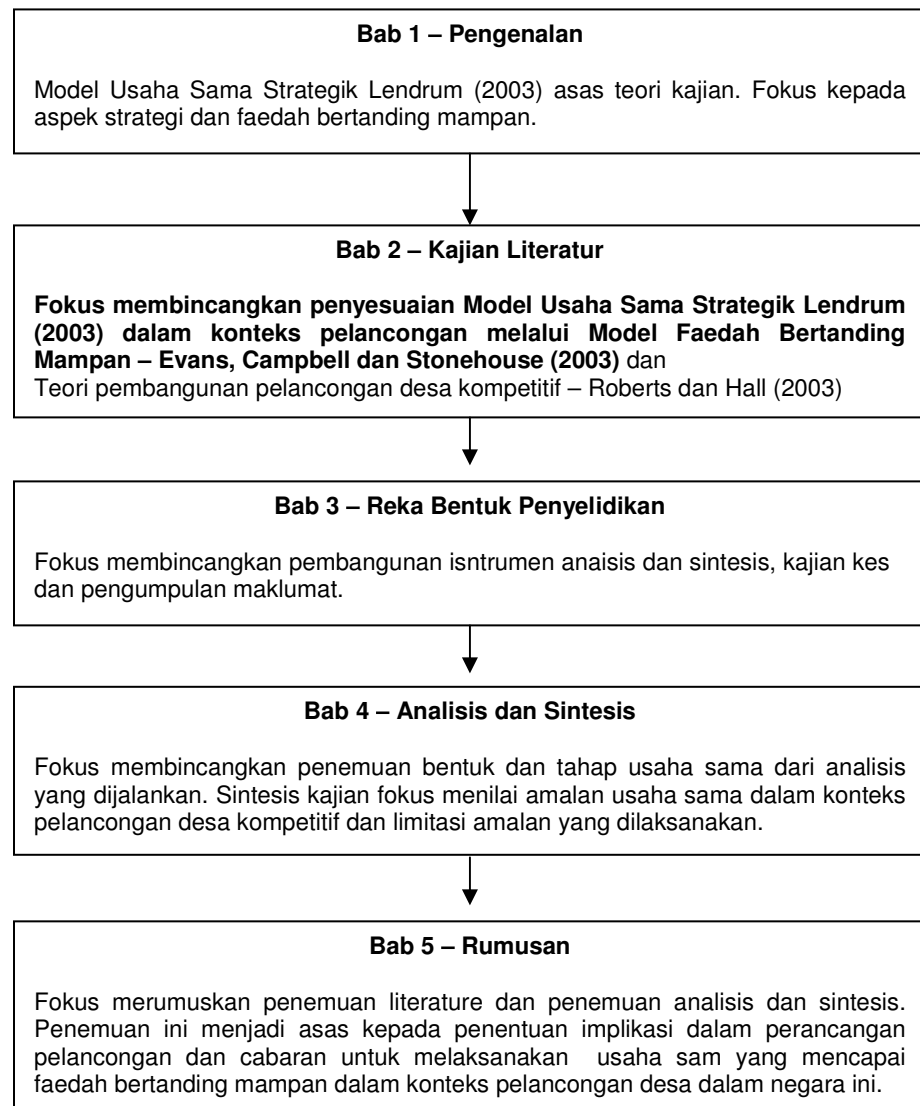 Bab 1 – Pengenalan
Model Usaha Sama Strategik Lendrum (2003) asas teori kajian. Fokus kepada
aspek strategi dan faedah bertanding mampan.
Bab 2 – Kajian Literatur
Fokus membincangkan penyesuaian Model Usaha Sama Strategik Lendrum
(2003) dalam konteks pelancongan melalui Model Faedah Bertanding
Mampan – Evans, Campbell dan Stonehouse (2003) dan
Teori pembangunan pelancongan desa kompetitif – Roberts dan Hall (2003)
Bab 3 – Reka Bentuk Penyelidikan
Fokus membincangkan pembangunan isntrumen anaisis dan sintesis, kajian kes
dan pengumpulan maklumat.
Bab 4 – Analisis dan Sintesis
Fokus membincangkan penemuan bentuk dan tahap usaha sama dari analisis
yang dijalankan. Sintesis kajian fokus menilai amalan usaha sama dalam konteks
pelancongan desa kompetitif dan limitasi amalan yang dilaksanakan.
Bab 5 – Rumusan
Fokus merumuskan penemuan literature dan penemuan analisis dan sintesis.
Penemuan ini menjadi asas kepada penentuan implikasi dalam perancangan
pelancongan dan cabaran untuk melaksanakan usaha sam yang mencapai
faedah bertanding mampan dalam konteks pelancongan desa dalam negara ini.